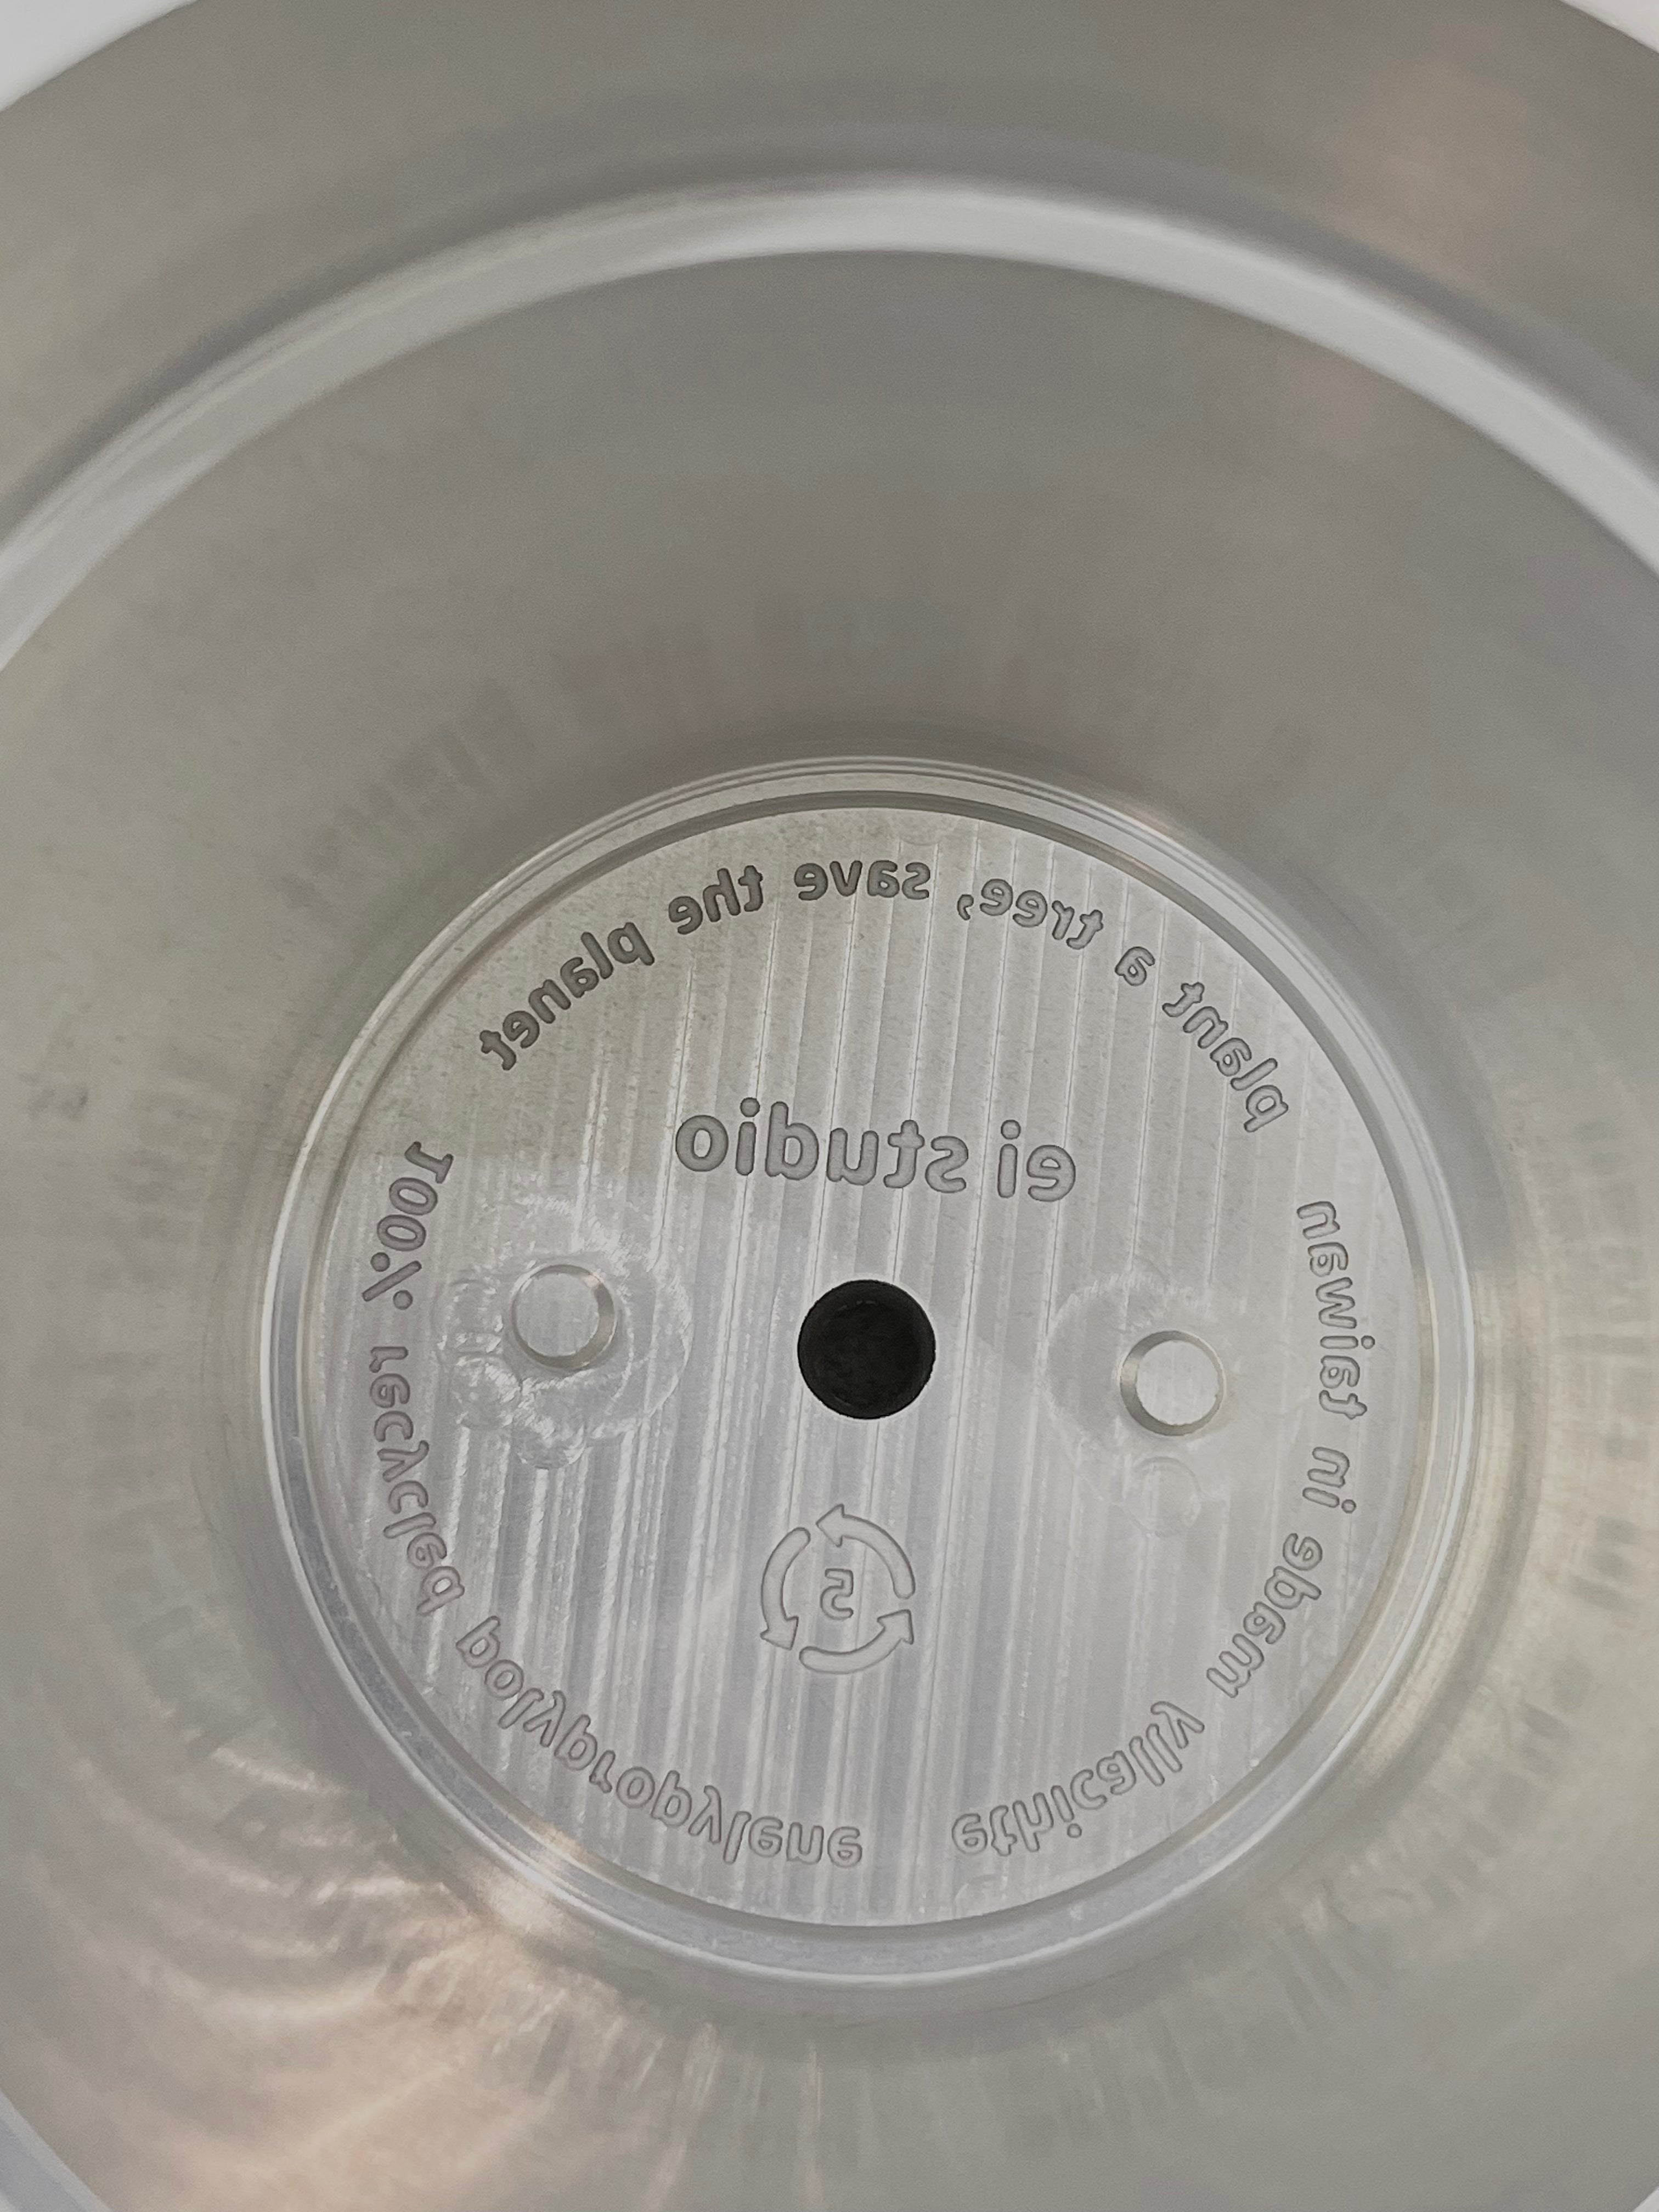 plant a tree, save the planet
ei studio
5
100% recycled polypropylene
ethically made in taiwan